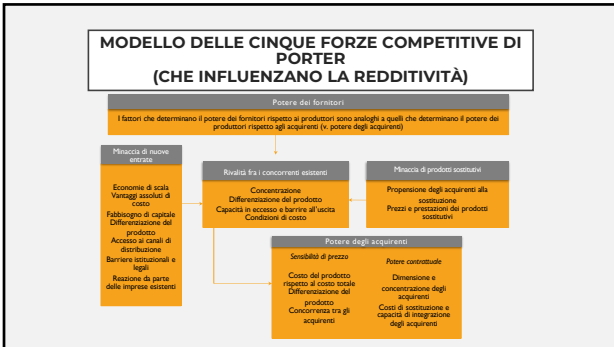 MODELLO DELLE CINQUE FORZE COMPETITIVE DI
PORTER
(CHE INFLUENZANO LA REDDITIVITÀ)
Potere dei fornitori
I fattori che determinano il potere dei fornitori rispetto ai produttori sono analoghi a quelli che determinano il potere dei
produttori rispetto agli acquirenti (v. potere degli acquirenti)
Minaccia di nuove
entrate
Economie di scala
Vantaggi assoluti di
costo
Fabbisogno di capitale
Differenziazione del
prodotto
Accesso ai canali di
distribuzione
Barriere istituzionali e
legali
Reazione da parte
delle imprese esistenti
Rivalità fra i concorrenti esistenti
Concentrazione
Differenziazione del prodotto
Capacità in eccesso e barrire all'uscita
Condizioni di costo
Minaccia di prodotti sostitutivi
Propensione degli acquirenti alla
sostituzione
Prezzi e prestazioni dei prodotti
sostitutivi
Potere degli acquirenti
Sensibilità di prezzo
Costo del prodotto
rispetto al costo totale
Differenziazione del
prodotto
Concorrenza tra gli
acquirenti
Potere contrattuale
Dimensione e
concentrazione degli
acquirenti
Costi di sostituzione e
capacità di integrazione
degli acquirenti